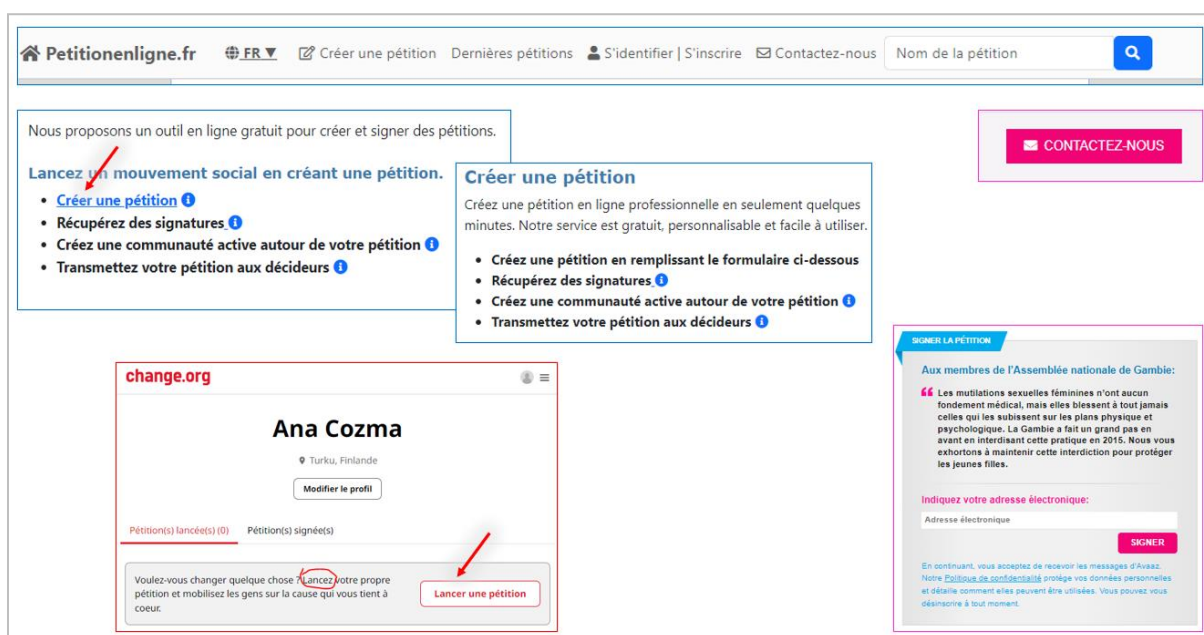 Petitionenligne.fr FR ▼ Créer une pétition Dernières pétitions S'identifier | S'inscrire Contactez-nous Nom de la pétition
Nous proposons un outil en ligne gratuit pour créer et signer des pétitions.
Lancez un mouvement social en créant une pétition.
• Créer une pétition
• Récupérez des signatures
• Créez une communauté active autour de votre pétition
• Transmettez votre pétition aux décideurs
Créer une pétition
Créez une pétition en ligne professionnelle en seulement quelques
minutes. Notre service est gratuit, personnalisable et facile à utiliser.
• Créez une pétition en remplissant le formulaire ci-dessous
• Récupérez des signatures
• Créez une communauté active autour de votre pétition
• Transmettez votre pétition aux décideurs
CONTACTEZ-NOUS
change.org
Ana Cozma
Turku, Finlande
Modifier le profil
Pétition(s) lancée(s) (0) Pétition(s) signée(s)
Voulez-vous changer quelque chose ? Lancez votre propre
pétition et mobilisez les gens sur la cause qui vous tient à
coeur.
Lancer une pétition
SIGNER LA PÉTITION
Aux membres de l'Assemblée nationale de Gambie:
Les mutilations sexuelles féminines n'ont aucun
fondement médical, mais elles blessent à tout jamais
celles qui les subissent sur les plans physique et
psychologique. La Gambie a fait un grand pas en
avant en interdisant cette pratique en 2015. Nous vous
exhortons à maintenir cette interdiction pour protéger
les jeunes filles.
Indiquez votre adresse électronique:
Adresse électronique
SIGNER
En continuant, vous acceptez de recevoir les messages d'Avaaz.
Notre Politique de confidentialité protège vos données personnelles
et détaille comment elles peuvent être utilisées. Vous pouvez vous
désinscrire à tout moment.